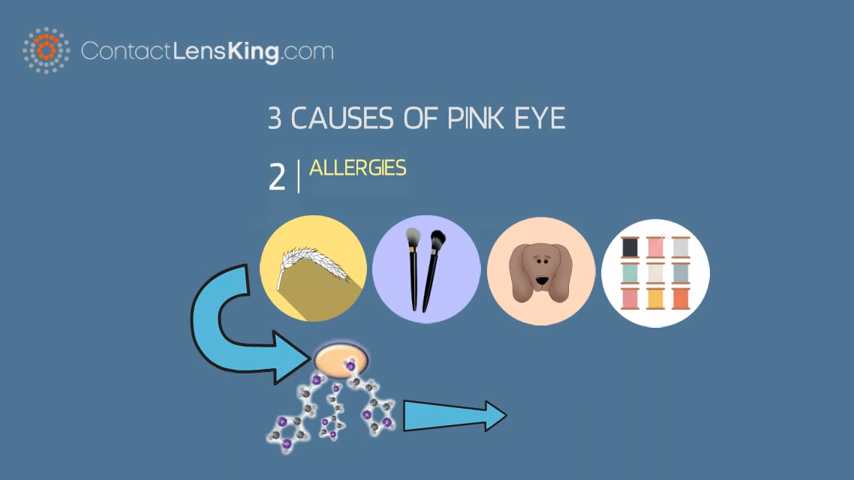 ContactLensKing.com
3 CAUSES OF PINK EYE
2 | ALLERGIES